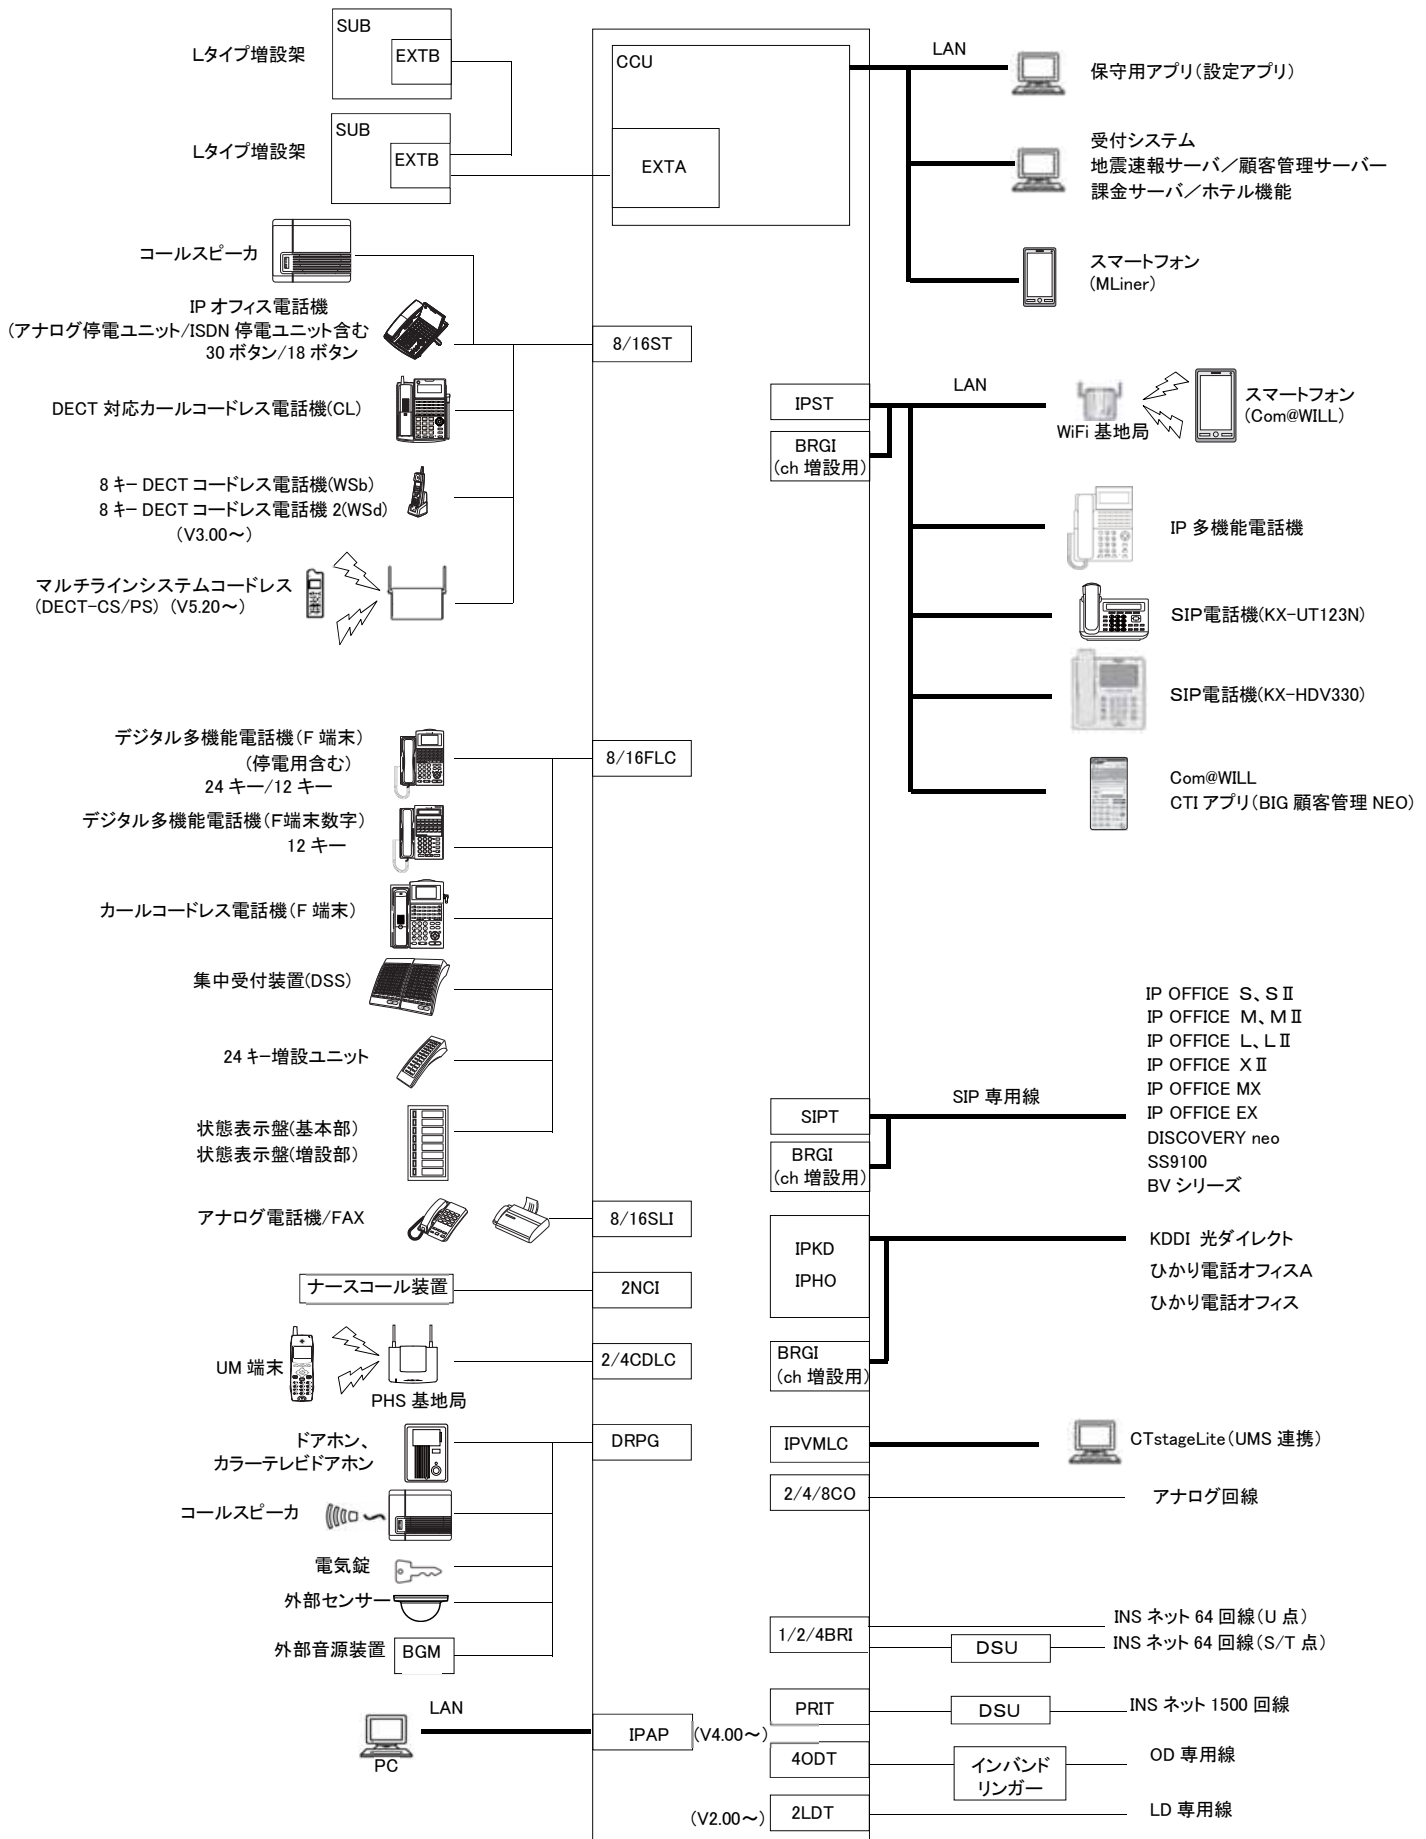 SUB
EXTB
Lタイプ増設架
SUB
EXTB
Lタイプ増設架
CCU
EXTA
コールスピーカ
IP オフィス電話機
(アナログ停電ユニット/ISDN 停電ユニット含む
30 ボタン/18 ボタン
8/16ST
DECT 対応カールコードレス電話機(CL)
8 キー DECT コードレス電話機(WSb)
8 キー DECT コードレス電話機 2(WSd)
(V3.00～)
マルチラインシステムコードレス
(DECT-CS/PS) (V5.20～)
デジタル多機能電話機(F 端末)
(停電用含む)
24 キー/12 キー
8/16FLC
デジタル多機能電話機(F端末数字)
12 キー
カールコードレス電話機(F 端末)
集中受付装置(DSS)
24 キー増設ユニット
状態表示盤(基本部)
状態表示盤(増設部)
アナログ電話機/FAX
8/16SLI
ナースコール装置
2NCI
UM 端末
PHS 基地局
2/4CDLC
ドアホン、
カラーテレビドアホン
DRPG
コールスピーカ
電気錠
外部センサー
外部音源装置
BGM
LAN
PC
IPAP
(V4.00～)
LAN
保守用アプリ(設定アプリ)
受付システム
地震速報サーバ／顧客管理サーバー
課金サーバ／ホテル機能
スマートフォン
(MLiner)
IPST
BRGI
(ch 増設用)
LAN
WiFi 基地局
スマートフォン
(Com@WILL)
IP 多機能電話機
SIP電話機(KX-UT123N)
SIP電話機(KX-HDV330)
Com@WILL
CTI アプリ(BIG 顧客管理 NEO)
SIPT
BRGI
(ch 増設用)
SIP 専用線
IP OFFICE S、SⅡ
IP OFFICE M、MⅡ
IP OFFICE L、LⅡ
IP OFFICE XⅡ
IP OFFICE MX
IP OFFICE EX
DISCOVERY neo
SS9100
BV シリーズ
IPKD
IPHO
BRGI
(ch 増設用)
KDDI 光ダイレクト
ひかり電話オフィスA
ひかり電話オフィス
IPVMLC
CTstageLite(UMS 連携)
2/4/8CO
アナログ回線
1/2/4BRI
INS ネット 64 回線(U 点)
DSU
INS ネット 64 回線(S/T 点)
PRIT
DSU
INS ネット 1500 回線
4ODT
インバンド
リンガー
OD 専用線
(V2.00～)
2LDT
LD 専用線